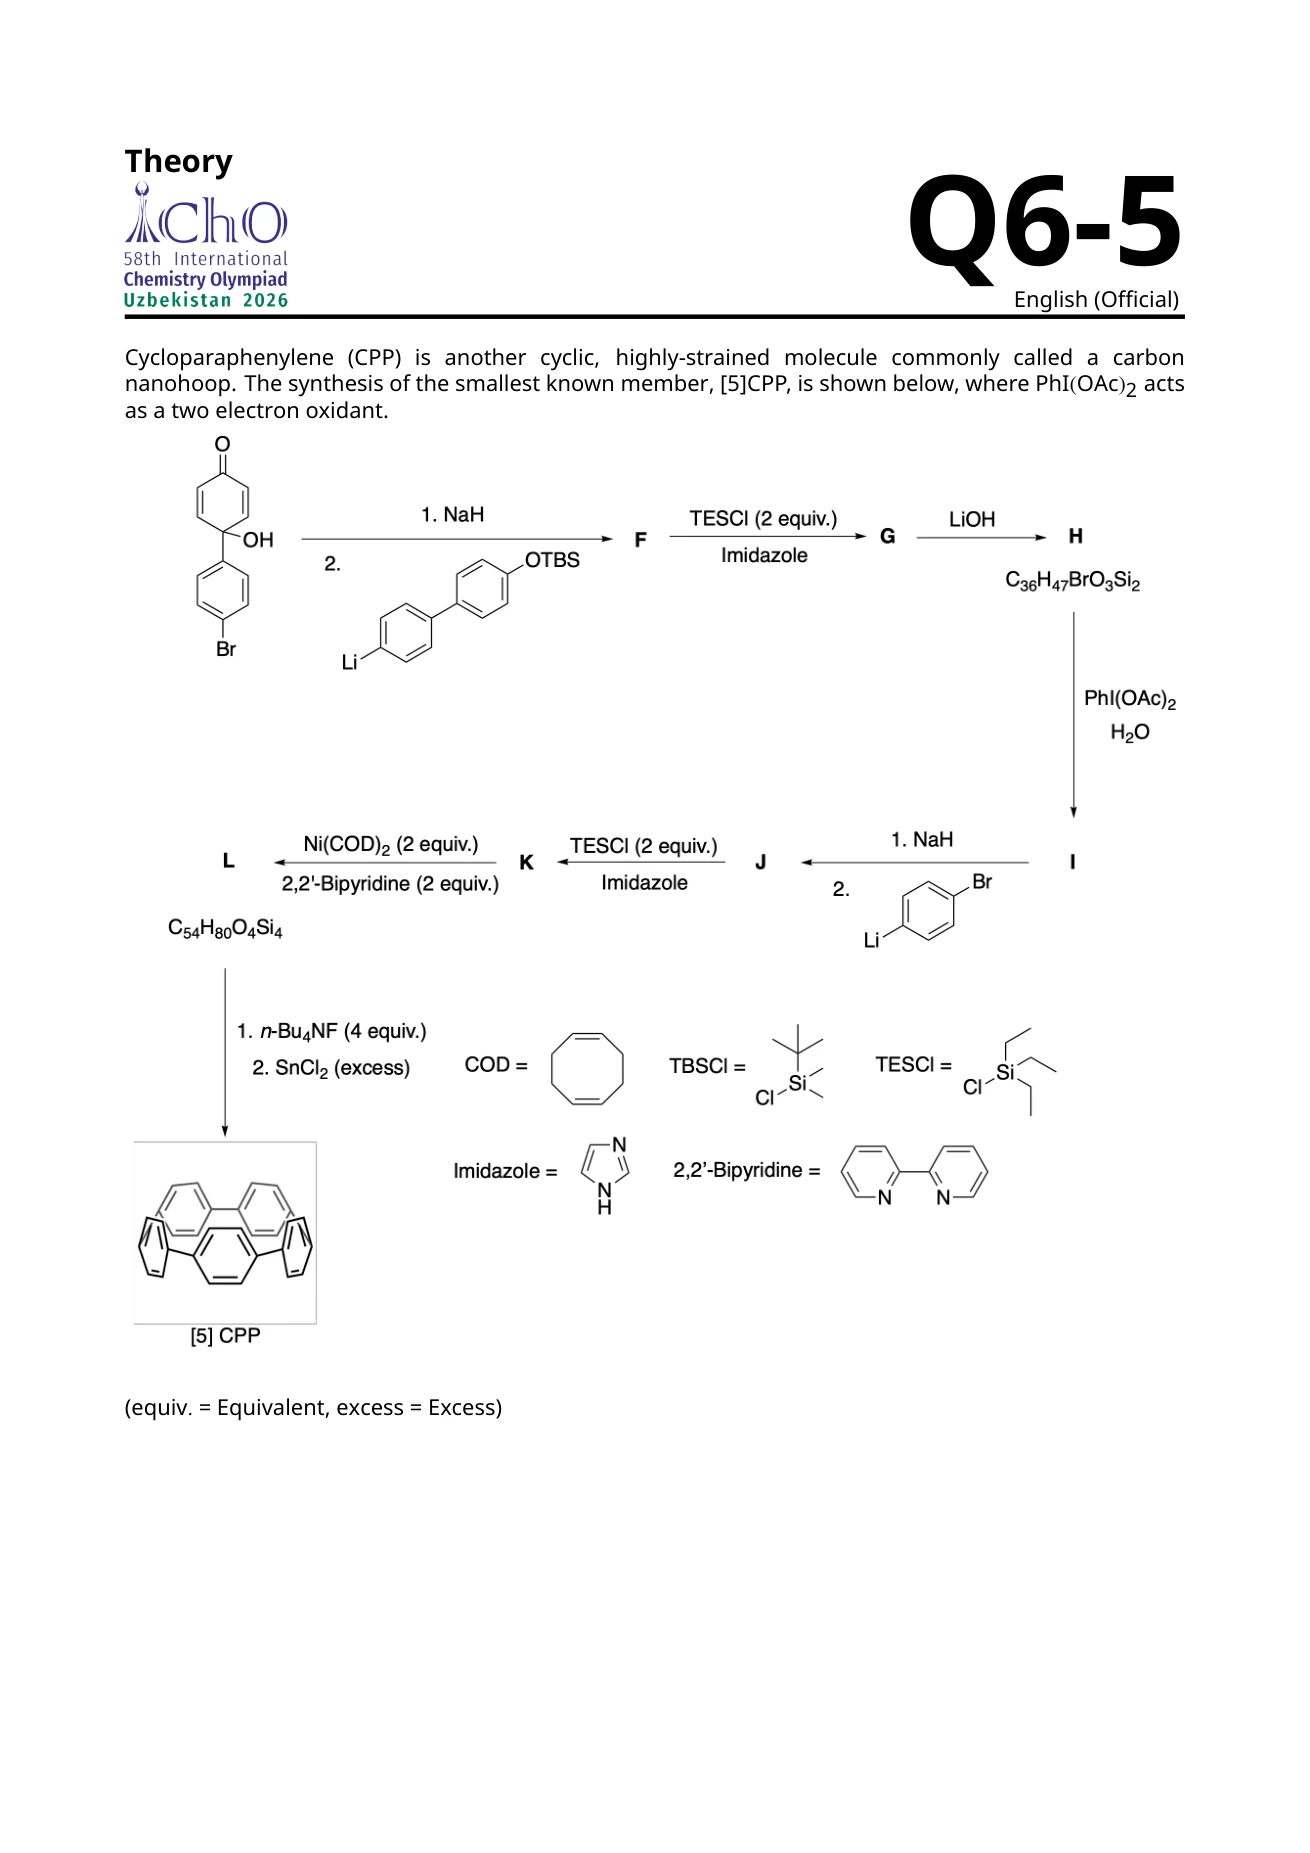 Theory
IChO
58th International
Chemistry Olympiad
Uzbekistan 2026
Q6-5
English (Official)
Cycloparaphenylene (CPP) is another cyclic, highly-strained molecule commonly called a carbon
nanohoop. The synthesis of the smallest known member, [5]CPP, is shown below, where PhI(OAc)2 acts
as a two electron oxidant.
O
OH
Br
1. NaH
2.
OTBS
Li
F
TESCl (2 equiv.)
Imidazole
G
LiOH
H
C36H47BrO3Si2
PhI(OAc)2
H2O
I
1. NaH
2.
Br
Li
J
TESCl (2 equiv.)
Imidazole
K
Ni(COD)2 (2 equiv.)
2,2'-Bipyridine (2 equiv.)
L
C54H80O4Si4
1. n-Bu4NF (4 equiv.)
2. SnCl2 (excess)
COD =
TBSCl =
Si
Cl
TESCl =
Si
Cl
Imidazole =
N
N
H
2,2’-Bipyridine =
N
N
[5] CPP
(equiv. = Equivalent, excess = Excess)